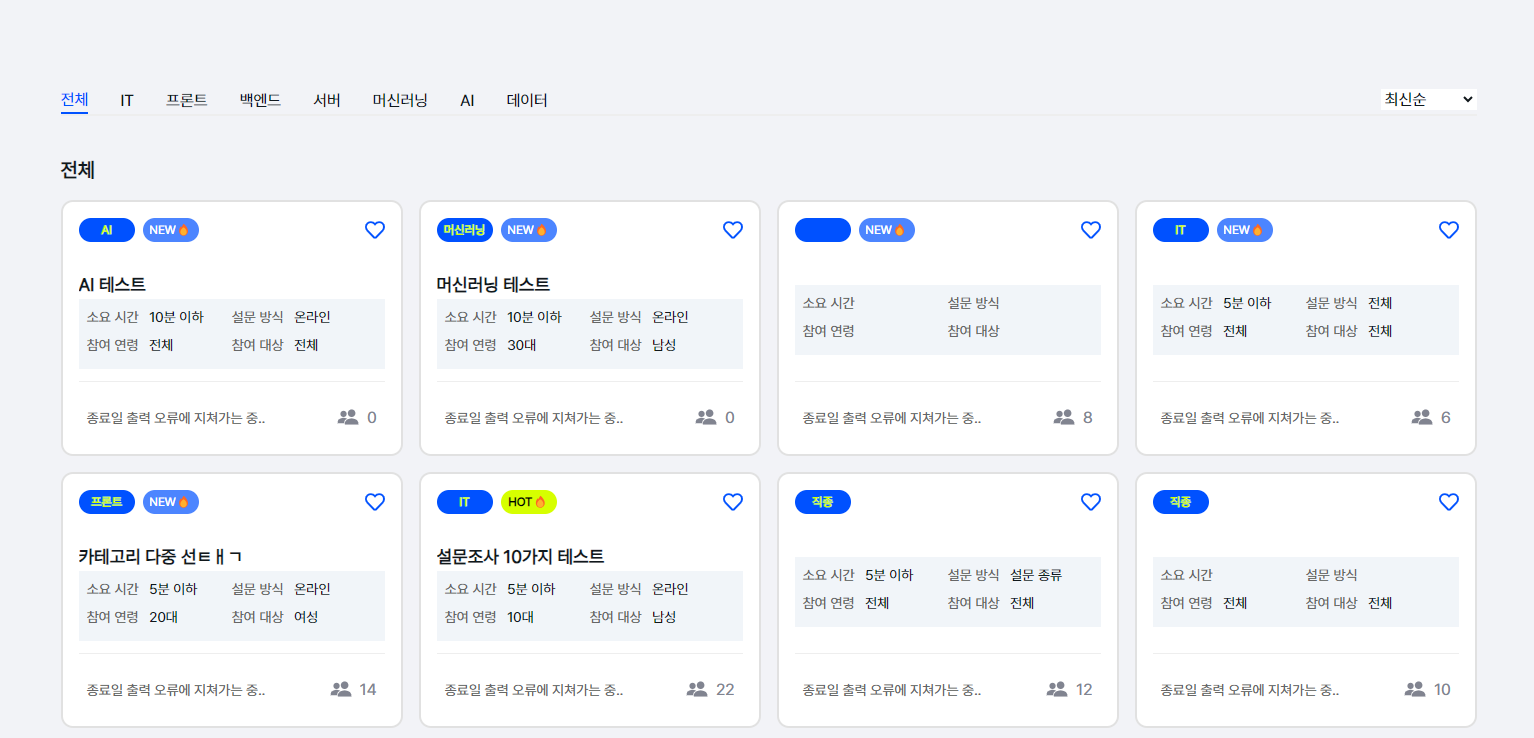 전체 IT 프론트 백엔드 서버 머신러닝 AI 데이터 최신순
전체
AI NEW🔥
AI 테스트
소요 시간 10분 이하 설문 방식 온라인
참여 연령 전체 참여 대상 전체
종료일 출력 오류에 지쳐가는 중.. 0
머신러닝 NEW🔥
머신러닝 테스트
소요 시간 10분 이하 설문 방식 온라인
참여 연령 30대 참여 대상 남성
종료일 출력 오류에 지쳐가는 중.. 0
NEW🔥
소요 시간 설문 방식
참여 연령 참여 대상
종료일 출력 오류에 지쳐가는 중.. 8
IT NEW🔥
소요 시간 5분 이하 설문 방식 전체
참여 연령 전체 참여 대상 전체
종료일 출력 오류에 지쳐가는 중.. 6
프론트 NEW🔥
카테고리 다중 선ㅌㅐㄱ
소요 시간 5분 이하 설문 방식 온라인
참여 연령 20대 참여 대상 여성
종료일 출력 오류에 지쳐가는 중.. 14
IT HOT🔥
설문조사 10가지 테스트
소요 시간 5분 이하 설문 방식 온라인
참여 연령 10대 참여 대상 남성
종료일 출력 오류에 지쳐가는 중.. 22
직종
소요 시간 5분 이하 설문 방식 설문 종류
참여 연령 전체 참여 대상 전체
종료일 출력 오류에 지쳐가는 중.. 12
직종
소요 시간 설문 방식
참여 연령 전체 참여 대상 전체
종료일 출력 오류에 지쳐가는 중.. 10